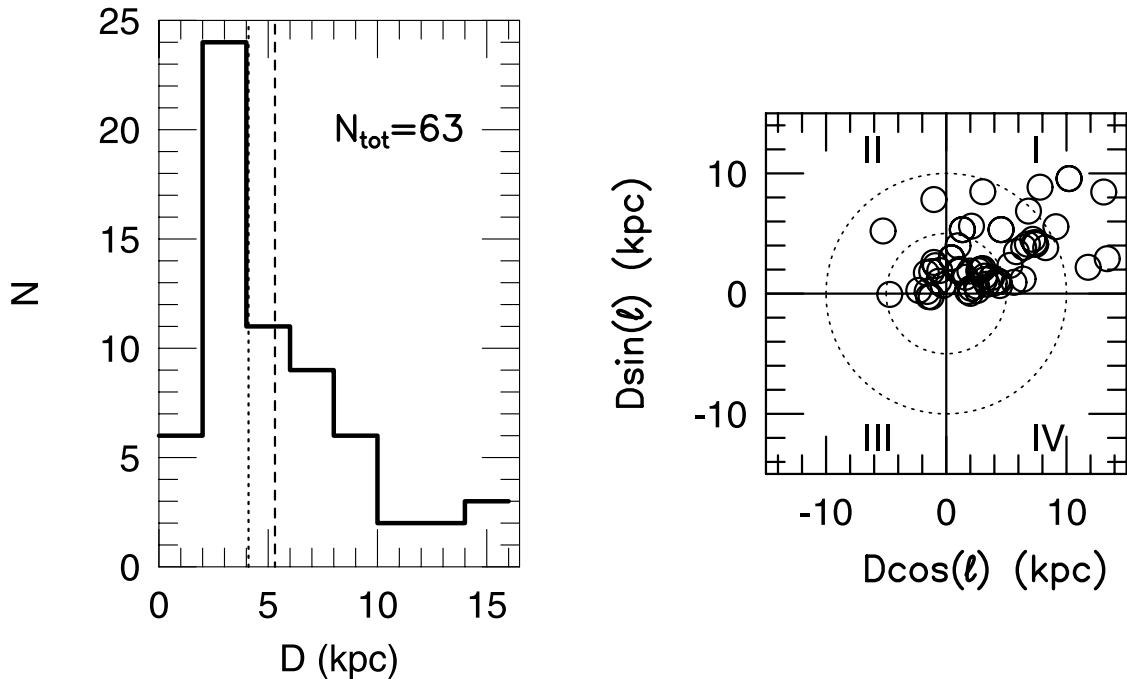 25
20
15
10
5
0
N
N_tot=63
0 5 10 15
D (kpc)
II I
III IV
10
0
-10
Dsin(ℓ) (kpc)
-10 0 10
Dcos(ℓ) (kpc)